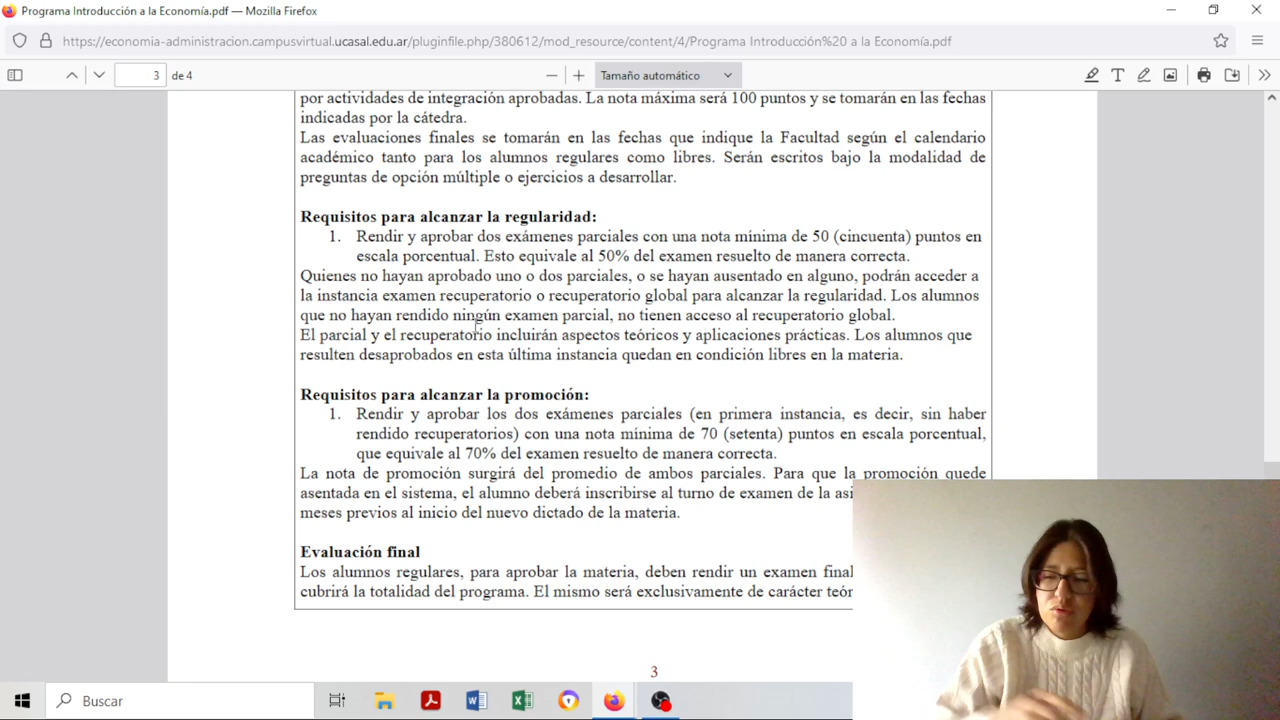 Programa Introducción a la Economía.pdf — Mozilla Firefox
https://economia-administracion.campusvirtual.ucasal.edu.ar/pluginfile.php/380612/mod_resource/content/4/Programa Introducción%20 a la Economía.pdf
3 de 4 Tamaño automático
por actividades de integración aprobadas. La nota máxima será 100 puntos y se tomarán en las fechas
indicadas por la cátedra.
Las evaluaciones finales se tomarán en las fechas que indique la Facultad según el calendario
académico tanto para los alumnos regulares como libres. Serán escritos bajo la modalidad de
preguntas de opción múltiple o ejercicios a desarrollar.
Requisitos para alcanzar la regularidad:
1. Rendir y aprobar dos exámenes parciales con una nota mínima de 50 (cincuenta) puntos en
escala porcentual. Esto equivale al 50% del examen resuelto de manera correcta.
Quienes no hayan aprobado uno o dos parciales, o se hayan ausentado en alguno, podrán acceder a
la instancia examen recuperatorio o recuperatorio global para alcanzar la regularidad. Los alumnos
que no hayan rendido ningún examen parcial, no tienen acceso al recuperatorio global.
El parcial y el recuperatorio incluirán aspectos teóricos y aplicaciones prácticas. Los alumnos que
resulten desaprobados en esta última instancia quedan en condición libres en la materia.
Requisitos para alcanzar la promoción:
1. Rendir y aprobar los dos exámenes parciales (en primera instancia, es decir, sin haber
rendido recuperatorios) con una nota mínima de 70 (setenta) puntos en escala porcentual,
que equivale al 70% del examen resuelto de manera correcta.
La nota de promoción surgirá del promedio de ambos parciales. Para que la promoción quede
asentada en el sistema, el alumno deberá inscribirse al turno de examen de la
meses previos al inicio del nuevo dictado de la materia.
Evaluación final
Los alumnos regulares, para aprobar la materia, deben rendir un examen final
cubrirá la totalidad del programa. El mismo será exclusivamente de carácter
3
Buscar